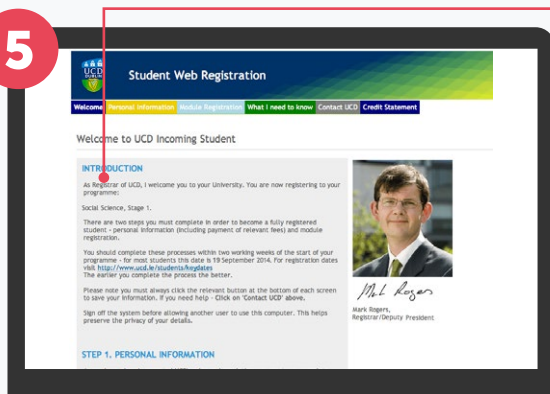 5
UCD
DUBLIN
Student Web Registration
Welcome Personal Information Module Registration What I need to know Contact UCD Credit Statement
Welcome to UCD Incoming Student
INTRODUCTION
As Registrar of UCD, I welcome you to your University. You are now registering to your
programme:
Social Science, Stage 1.
There are two steps you must complete in order to become a fully registered
student - personal information (including payment of relevant fees) and module
registration.
You should complete these processes within two working weeks of the start of your
programme - for most students this date is 19 September 2014. For registration dates
visit http://www.ucd.ie/students/keydates
The earlier you complete the process the better.
Please note you must always click the relevant button at the bottom of each screen
to save your information. If you need help - Click on 'Contact UCD' above.
Sign off the system before allowing another user to use this computer. This helps
preserve the privacy of your details.
STEP 1. PERSONAL INFORMATION
Mark Rogers
Mark Rogers,
Registrar/Deputy President